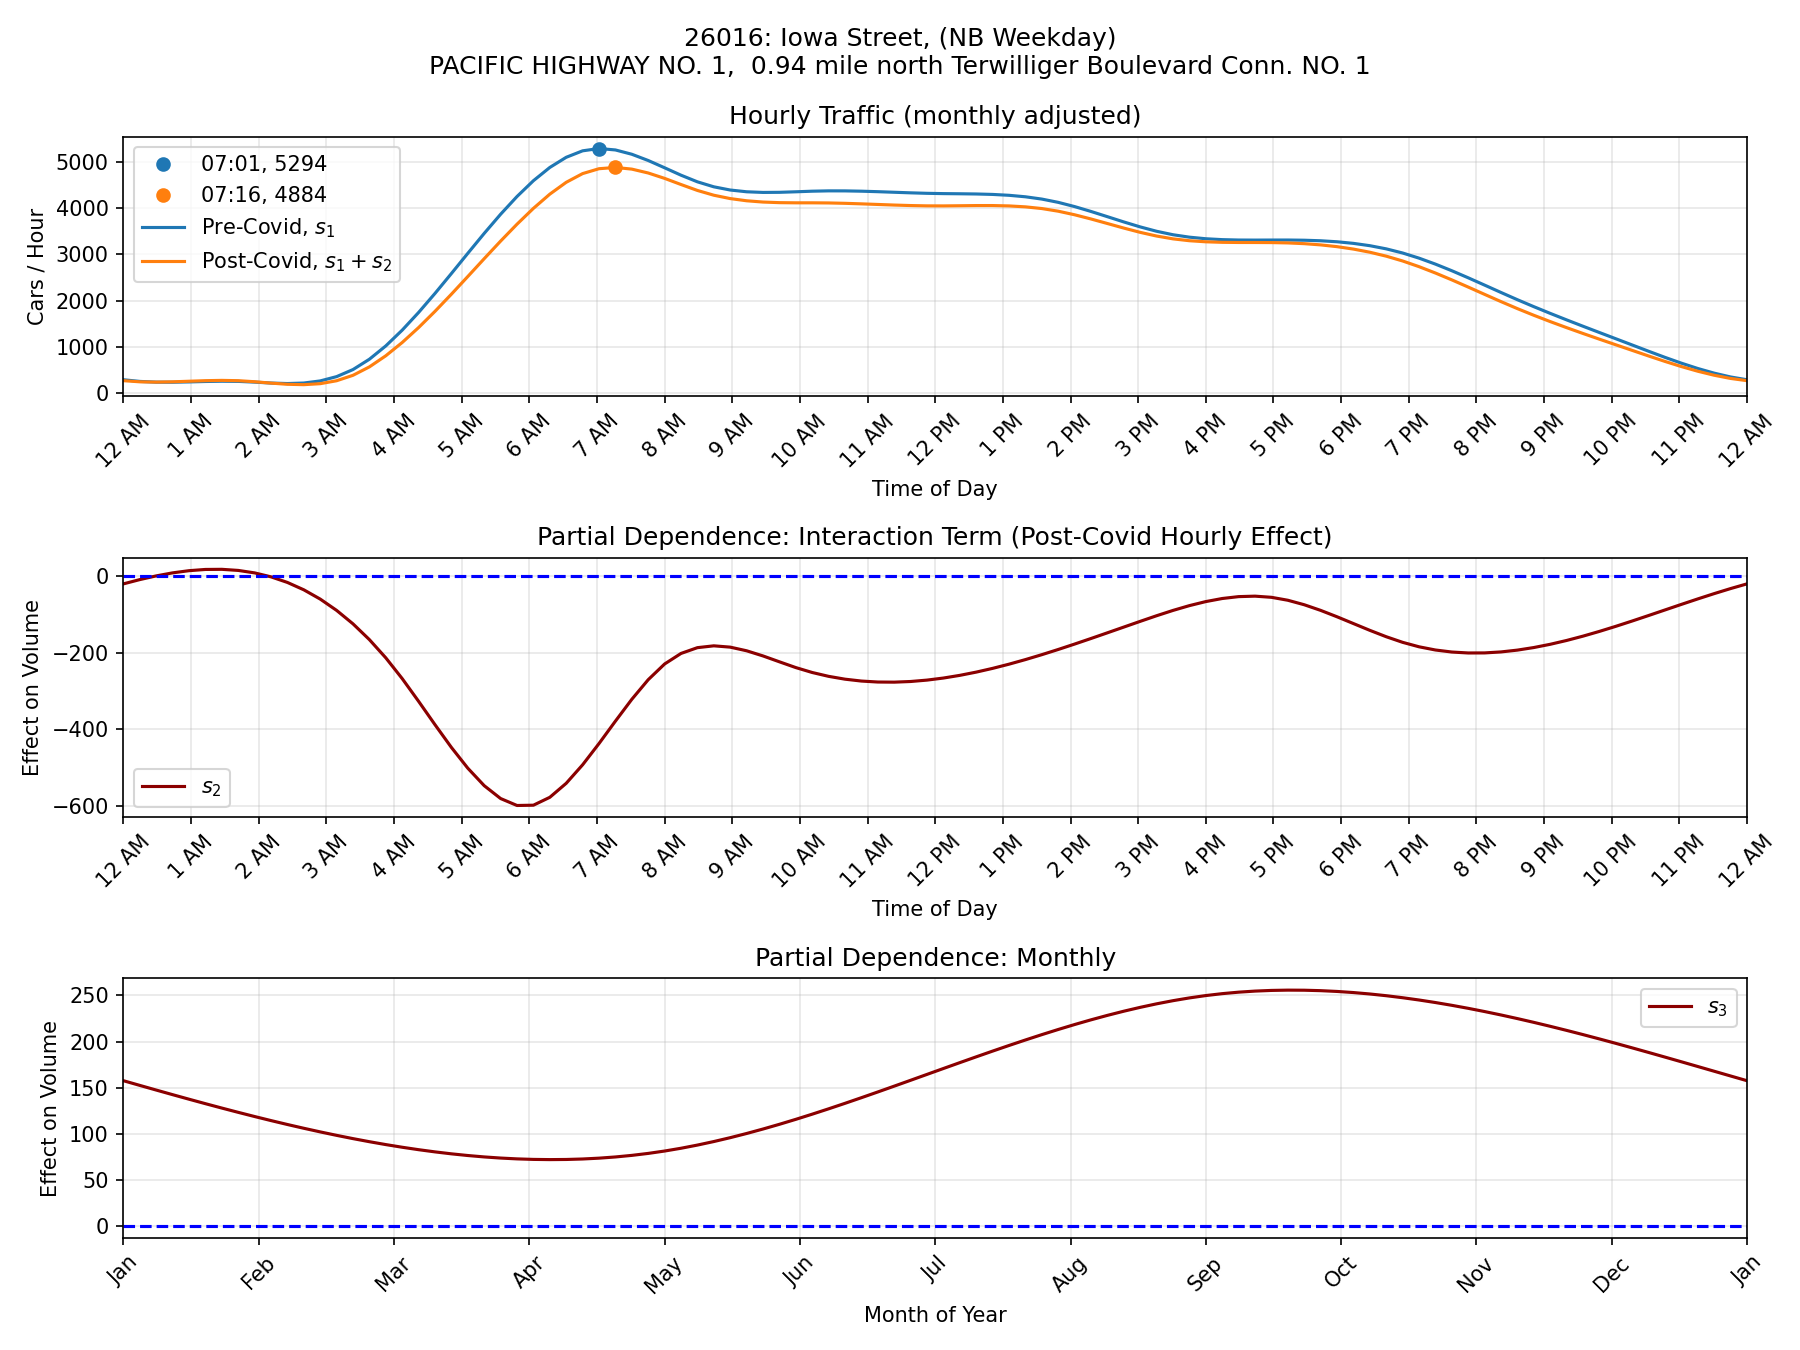 26016: Iowa Street, (NB Weekday)
PACIFIC HIGHWAY NO. 1,  0.94 mile north Terwilliger Boulevard Conn. NO. 1
Hourly Traffic (monthly adjusted)
Cars / Hour
5000
4000
3000
2000
1000
0
07:01, 5294
07:16, 4884
Pre-Covid, s₁
Post-Covid, s₁ + s₂
12 AM 1 AM 2 AM 3 AM 4 AM 5 AM 6 AM 7 AM 8 AM 9 AM 10 AM 11 AM 12 PM 1 PM 2 PM 3 PM 4 PM 5 PM 6 PM 7 PM 8 PM 9 PM 10 PM 11 PM 12 AM
Time of Day
Partial Dependence: Interaction Term (Post-Covid Hourly Effect)
Effect on Volume
0
−200
−400
−600
s₂
12 AM 1 AM 2 AM 3 AM 4 AM 5 AM 6 AM 7 AM 8 AM 9 AM 10 AM 11 AM 12 PM 1 PM 2 PM 3 PM 4 PM 5 PM 6 PM 7 PM 8 PM 9 PM 10 PM 11 PM 12 AM
Time of Day
Partial Dependence: Monthly
Effect on Volume
250
200
150
100
50
0
s₃
Jan Feb Mar Apr May Jun Jul Aug Sep Oct Nov Dec Jan
Month of Year